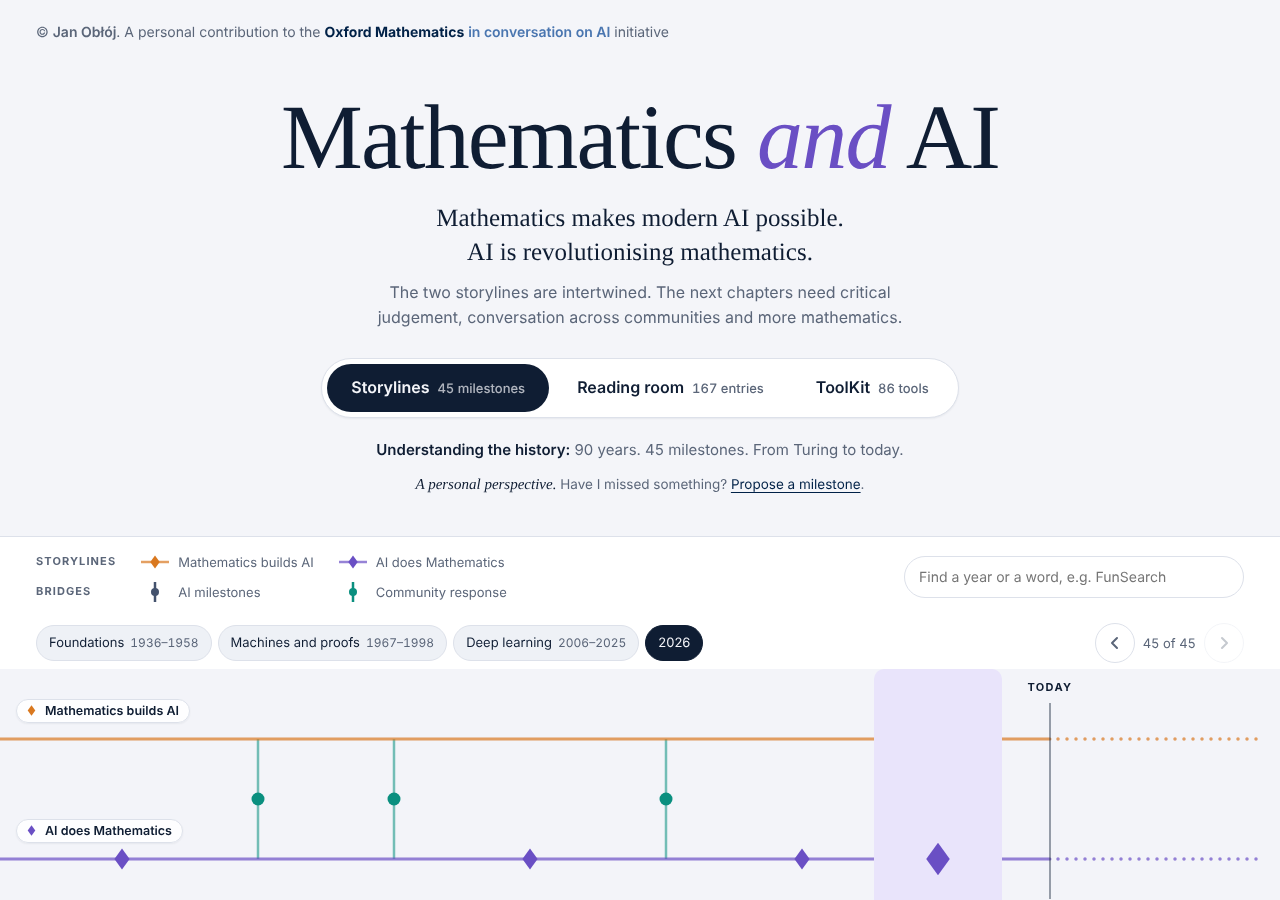 © Jan Obłój. A personal contribution to the Oxford Mathematics in conversation on AI initiative
Mathematics and AI
Mathematics makes modern AI possible.
AI is revolutionising mathematics.
The two storylines are intertwined. The next chapters need critical
judgement, conversation across communities and more mathematics.
Storylines 45 milestones Reading room 167 entries ToolKit 86 tools
Understanding the history: 90 years. 45 milestones. From Turing to today.
A personal perspective. Have I missed something? Propose a milestone.
STORYLINES Mathematics builds AI AI does Mathematics
BRIDGES AI milestones Community response
Find a year or a word, e.g. FunSearch
Foundations 1936–1958 Machines and proofs 1967–1998 Deep learning 2006–2025 2026
45 of 45
TODAY
Mathematics builds AI
AI does Mathematics